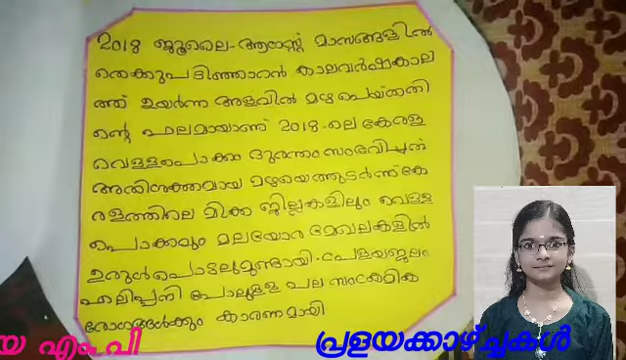 2018 ജൂലൈ-ആഗസ്റ്റ് മാസങ്ങളിൽ
തെക്കുപടിഞ്ഞാറൻ കാലവർഷകാല
ത്ത് ഉയർന്ന അളവിൽ മഴ പെയ്തതി
ന്റെ ഫലമായാണ് 2018-ലെ കേരള
വെള്ളപൊക്ക ദുരന്തം സംഭവിച്ചത്
അതിശക്തമായ മഴയെത്തുടർന്ന് കേ
രളത്തിലെ മിക്ക ജില്ലകളിലും വെള്ള
പൊക്കവും മലയോര മേഖലകളിൽ
ഉരുൾപൊട്ടലുമുണ്ടായി. പ്രളയജലം
എലിപ്പനി പോലുള്ള പല സാംക്രമിക
രോഗങ്ങൾക്കും കാരണമായി
യ എം.പി
പ്രളയക്കാഴ്ച്ചകൾ